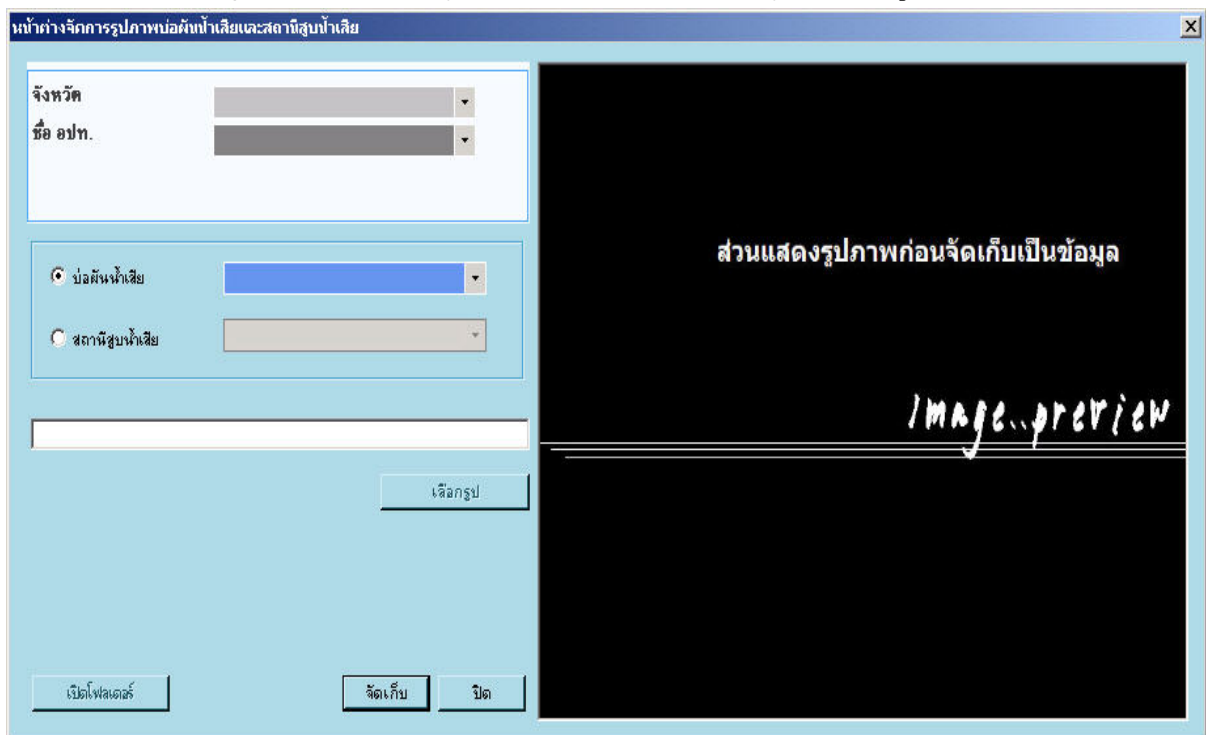 หน้าต่างจัดการรูปภาพบ่อผันน้ำเสียและสถานีสูบน้ำเสีย
จังหวัด
ชื่อ อปท.
บ่อผันน้ำเสีย
สถานีสูบน้ำเสีย
เลือกรูป
เปิดโฟลเดอร์
จัดเก็บ
ปิด
ส่วนแสดงรูปภาพก่อนจัดเก็บเป็นข้อมูล
Image..preview